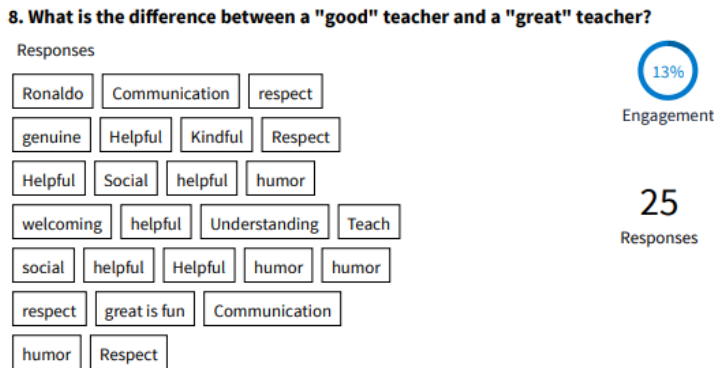 8. What is the difference between a "good" teacher and a "great" teacher?
Responses
Ronaldo Communication respect
genuine Helpful Kindful Respect
Helpful Social helpful humor
welcoming helpful Understanding Teach
social helpful Helpful humor humor
respect great is fun Communication
humor Respect
13%
Engagement
25
Responses